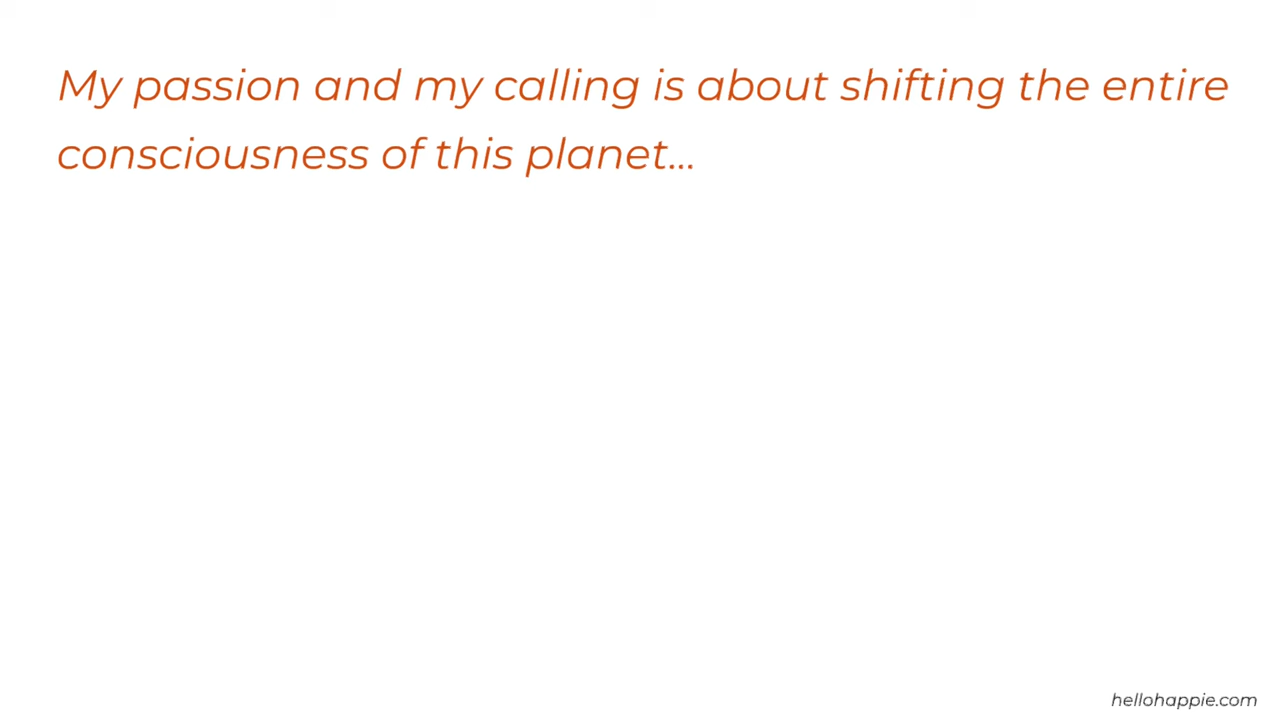 My passion and my calling is about shifting the entire
consciousness of this planet...
hellohappie.com